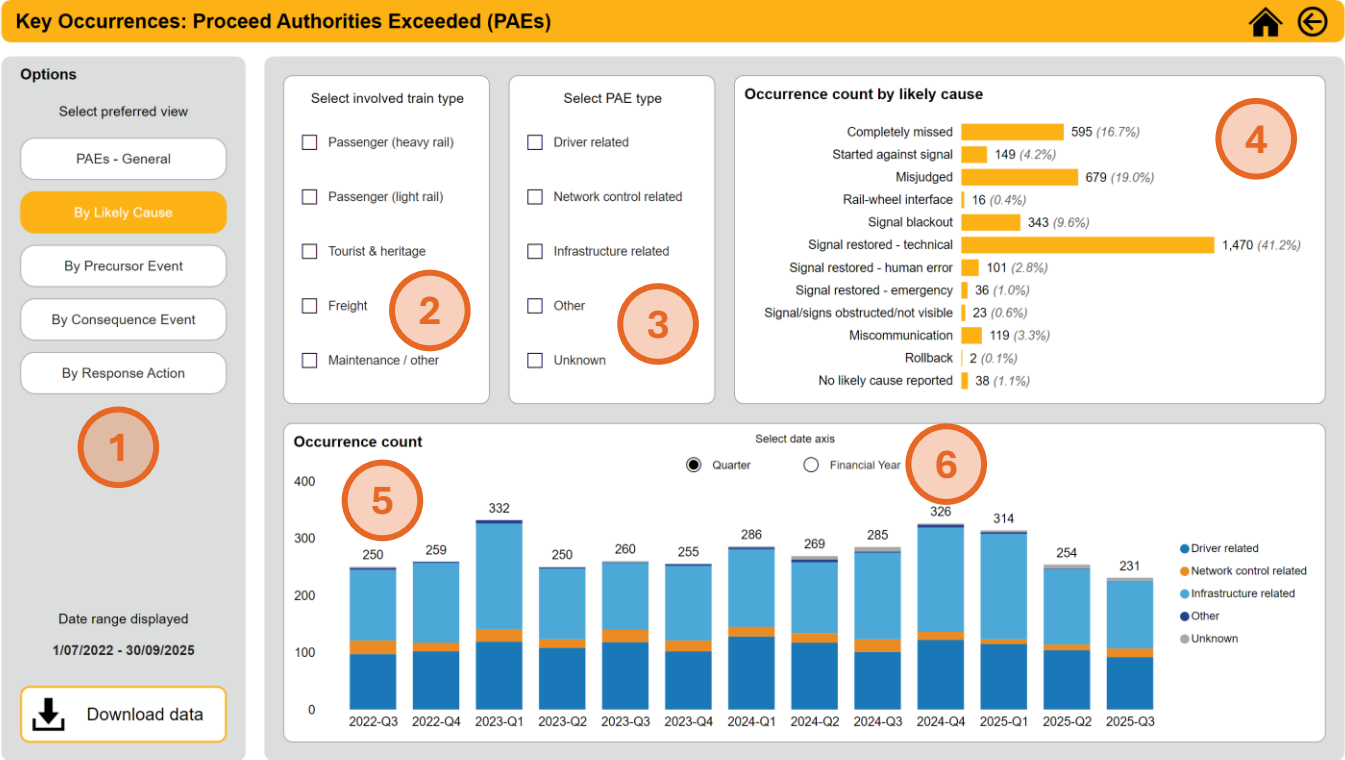 Key Occurrences: Proceed Authorities Exceeded (PAEs)
Options
Select preferred view
PAEs - General
By Likely Cause
By Precursor Event
By Consequence Event
By Response Action
1
Date range displayed
1/07/2022 - 30/09/2025
Download data
Select involved train type
Passenger (heavy rail)
Passenger (light rail)
Tourist & heritage
Freight
Maintenance / other
2
Select PAE type
Driver related
Network control related
Infrastructure related
Other
Unknown
3
Occurrence count by likely cause
Completely missed 595 (16.7%)
Started against signal 149 (4.2%)
Misjudged 679 (19.0%)
Rail-wheel interface 16 (0.4%)
Signal blackout 343 (9.6%)
Signal restored - technical 1,470 (41.2%)
Signal restored - human error 101 (2.8%)
Signal restored - emergency 36 (1.0%)
Signal/signs obstructed/not visible 23 (0.6%)
Miscommunication 119 (3.3%)
Rollback 2 (0.1%)
No likely cause reported 38 (1.1%)
4
Occurrence count
Select date axis
Quarter Financial Year
5
6
400
300
200
100
0
250 259 332 250 260 255 286 269 285 326 314 254 231
2022-Q3 2022-Q4 2023-Q1 2023-Q2 2023-Q3 2023-Q4 2024-Q1 2024-Q2 2024-Q3 2024-Q4 2025-Q1 2025-Q2 2025-Q3
Driver related
Network control related
Infrastructure related
Other
Unknown